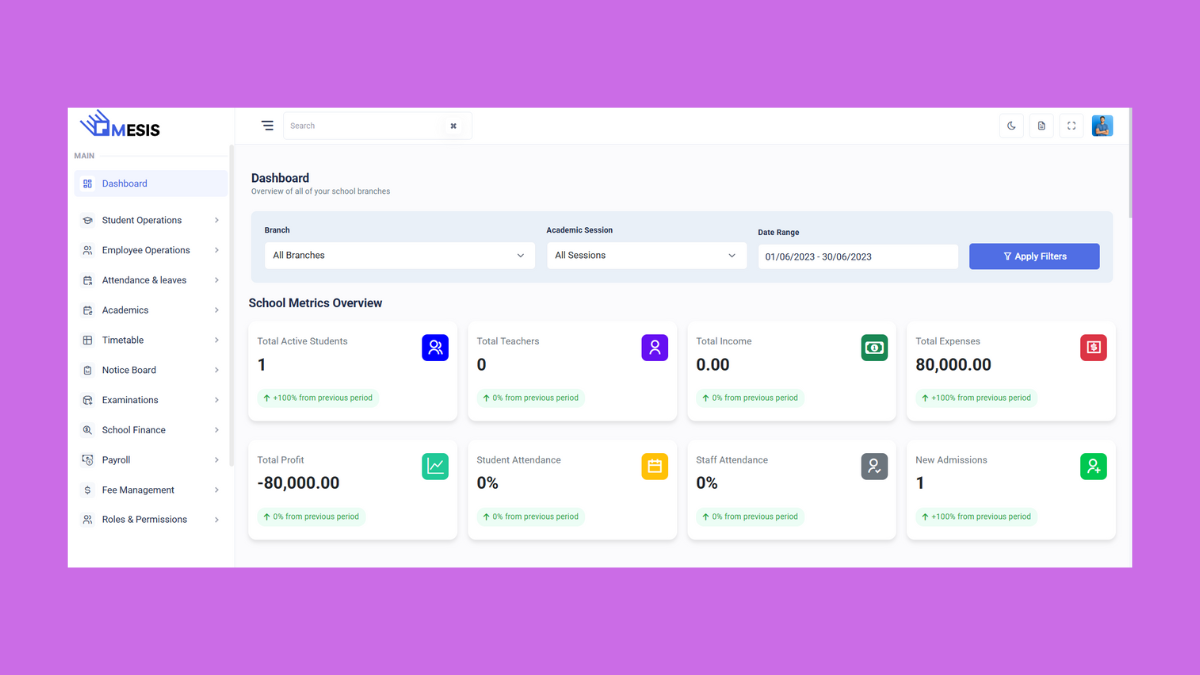 MESIS
Search
⌘
MAIN
Dashboard
Student Operations
Employee Operations
Attendance & leaves
Academics
Timetable
Notice Board
Examinations
School Finance
Payroll
Fee Management
Roles & Permissions
Dashboard
Overview of all of your school branches
Branch
All Branches
Academic Session
All Sessions
Date Range
01/06/2023 - 30/06/2023
Apply Filters
School Metrics Overview
Total Active Students
1
+100% from previous period
Total Teachers
0
0% from previous period
Total Income
0.00
0% from previous period
Total Expenses
80,000.00
+100% from previous period
Total Profit
-80,000.00
0% from previous period
Student Attendance
0%
0% from previous period
Staff Attendance
0%
0% from previous period
New Admissions
1
+100% from previous period